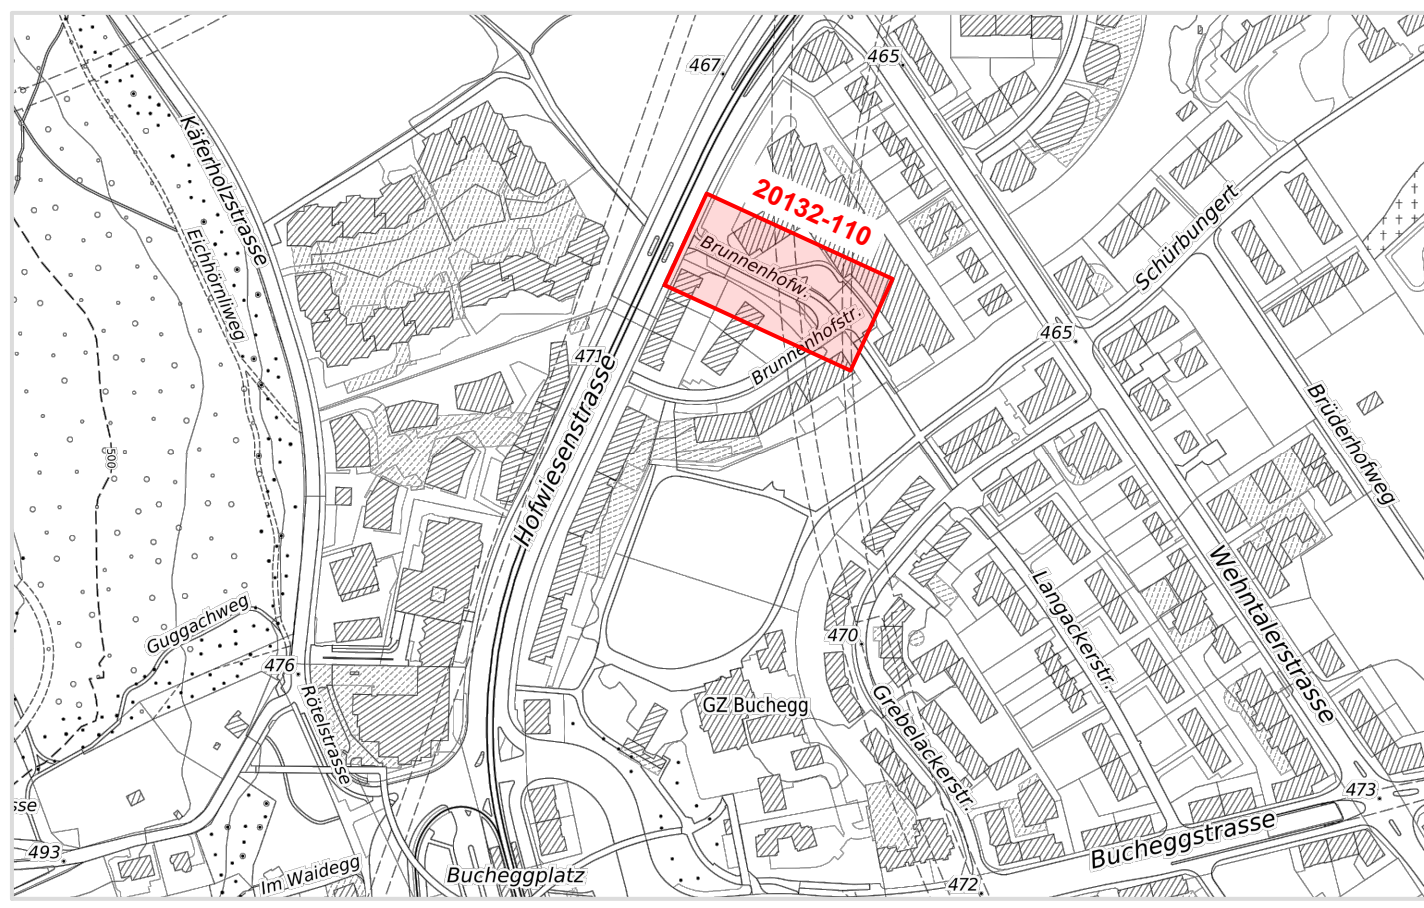 467
465
Käferholzstrasse
20132-110
Eichhörnliweg
Schürbungert
Brunnenhofw.
Brunnenhofstr.
465
471
Hofwiesenstrasse
Brüderhofweg
500
Wehntalerstrasse
Langackerstr.
Guggachweg
470
476
Rötelstrasse
GZ Buchegg
Grebelackerstr.
473
sse
Bucheggstrasse
493
Im Waidegg
Bucheggplatz
472